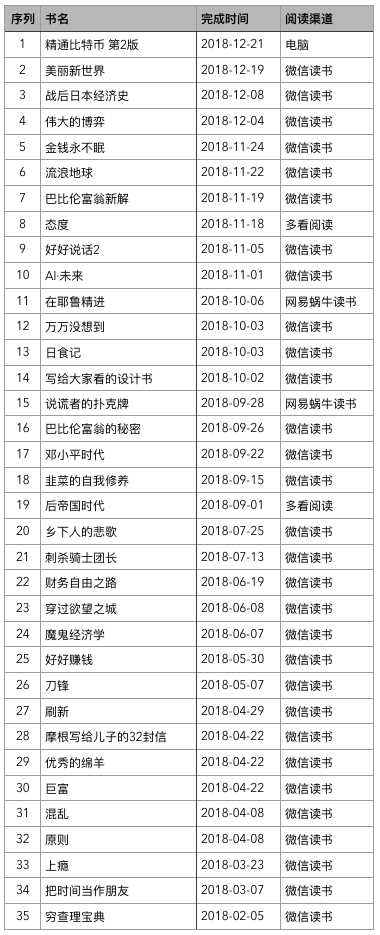 序列 书名 完成时间 阅读渠道
1 精通比特币 第2版 2018-12-21 电脑
2 美丽新世界 2018-12-19 微信读书
3 战后日本经济史 2018-12-08 微信读书
4 伟大的博弈 2018-12-04 微信读书
5 金钱永不眠 2018-11-24 微信读书
6 流浪地球 2018-11-22 微信读书
7 巴比伦富翁新解 2018-11-19 微信读书
8 态度 2018-11-18 多看阅读
9 好好说话2 2018-11-05 微信读书
10 AI·未来 2018-11-01 微信读书
11 在耶鲁精进 2018-10-06 网易蜗牛读书
12 万万没想到 2018-10-03 微信读书
13 日食记 2018-10-03 微信读书
14 写给大家看的设计书 2018-10-02 微信读书
15 说谎者的扑克牌 2018-09-28 网易蜗牛读书
16 巴比伦富翁的秘密 2018-09-26 微信读书
17 邓小平时代 2018-09-22 微信读书
18 韭菜的自我修养 2018-09-15 微信读书
19 后帝国时代 2018-09-01 多看阅读
20 乡下人的悲歌 2018-07-25 微信读书
21 刺杀骑士团长 2018-07-13 微信读书
22 财务自由之路 2018-06-19 微信读书
23 穿过欲望之城 2018-06-08 微信读书
24 魔鬼经济学 2018-06-07 微信读书
25 好好赚钱 2018-05-30 微信读书
26 刀锋 2018-05-07 微信读书
27 刷新 2018-04-29 微信读书
28 摩根写给儿子的32封信 2018-04-22 微信读书
29 优秀的绵羊 2018-04-22 微信读书
30 巨富 2018-04-22 微信读书
31 混乱 2018-04-08 微信读书
32 原则 2018-04-08 微信读书
33 上瘾 2018-03-23 微信读书
34 把时间当作朋友 2018-03-07 微信读书
35 穷查理宝典 2018-02-05 微信读书